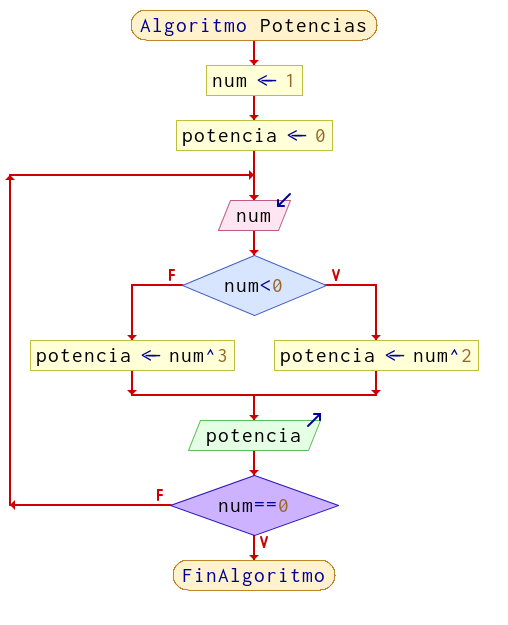 Algoritmo Potencias
num ← 1
potencia ← 0
num
F
num<0
V
potencia ← num^3
potencia ← num^2
potencia
F
num==0
V
FinAlgoritmo